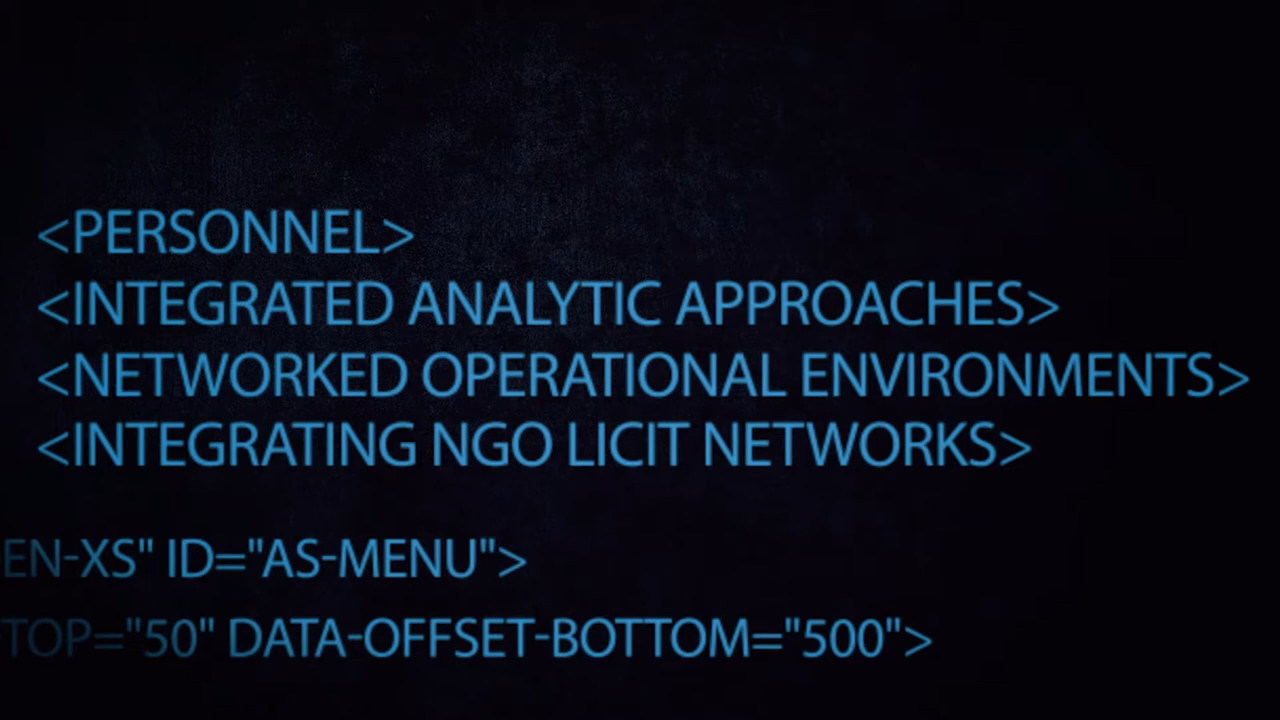 <PERSONNEL>
<INTEGRATED ANALYTIC APPROACHES>
<NETWORKED OPERATIONAL ENVIRONMENTS>
<INTEGRATING NGO LICIT NETWORKS>
EN-XS" ID="AS-MENU">
TOP="50" DATA-OFFSET-BOTTOM="500">